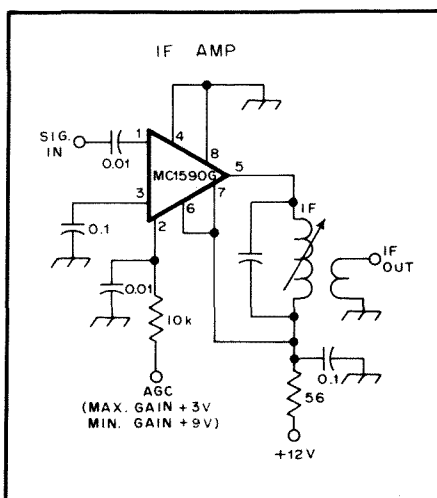 IF AMP
SIG.
IN
0.01
1
4
8
MC1590G
5
7
3
6
2
0.1
0.01
10k
AGC
(MAX. GAIN +3V
MIN. GAIN +9V)
IF
IF
OUT
0.1
56
+12V